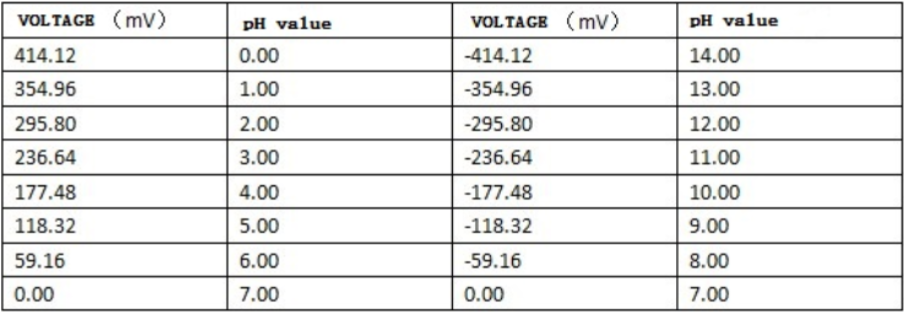 VOLTAGE （mV） pH value VOLTAGE （mV） pH value
414.12 0.00 -414.12 14.00
354.96 1.00 -354.96 13.00
295.80 2.00 -295.80 12.00
236.64 3.00 -236.64 11.00
177.48 4.00 -177.48 10.00
118.32 5.00 -118.32 9.00
59.16 6.00 -59.16 8.00
0.00 7.00 0.00 7.00